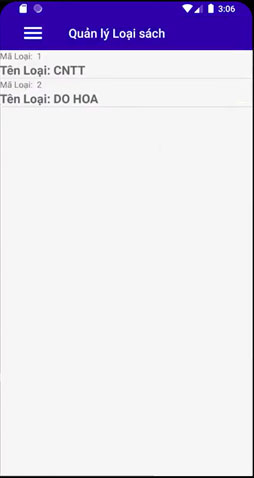 3:06
Quản lý Loại sách
Mã Loại: 1
Tên Loại: CNTT
Mã Loại: 2
Tên Loại: DO HOA